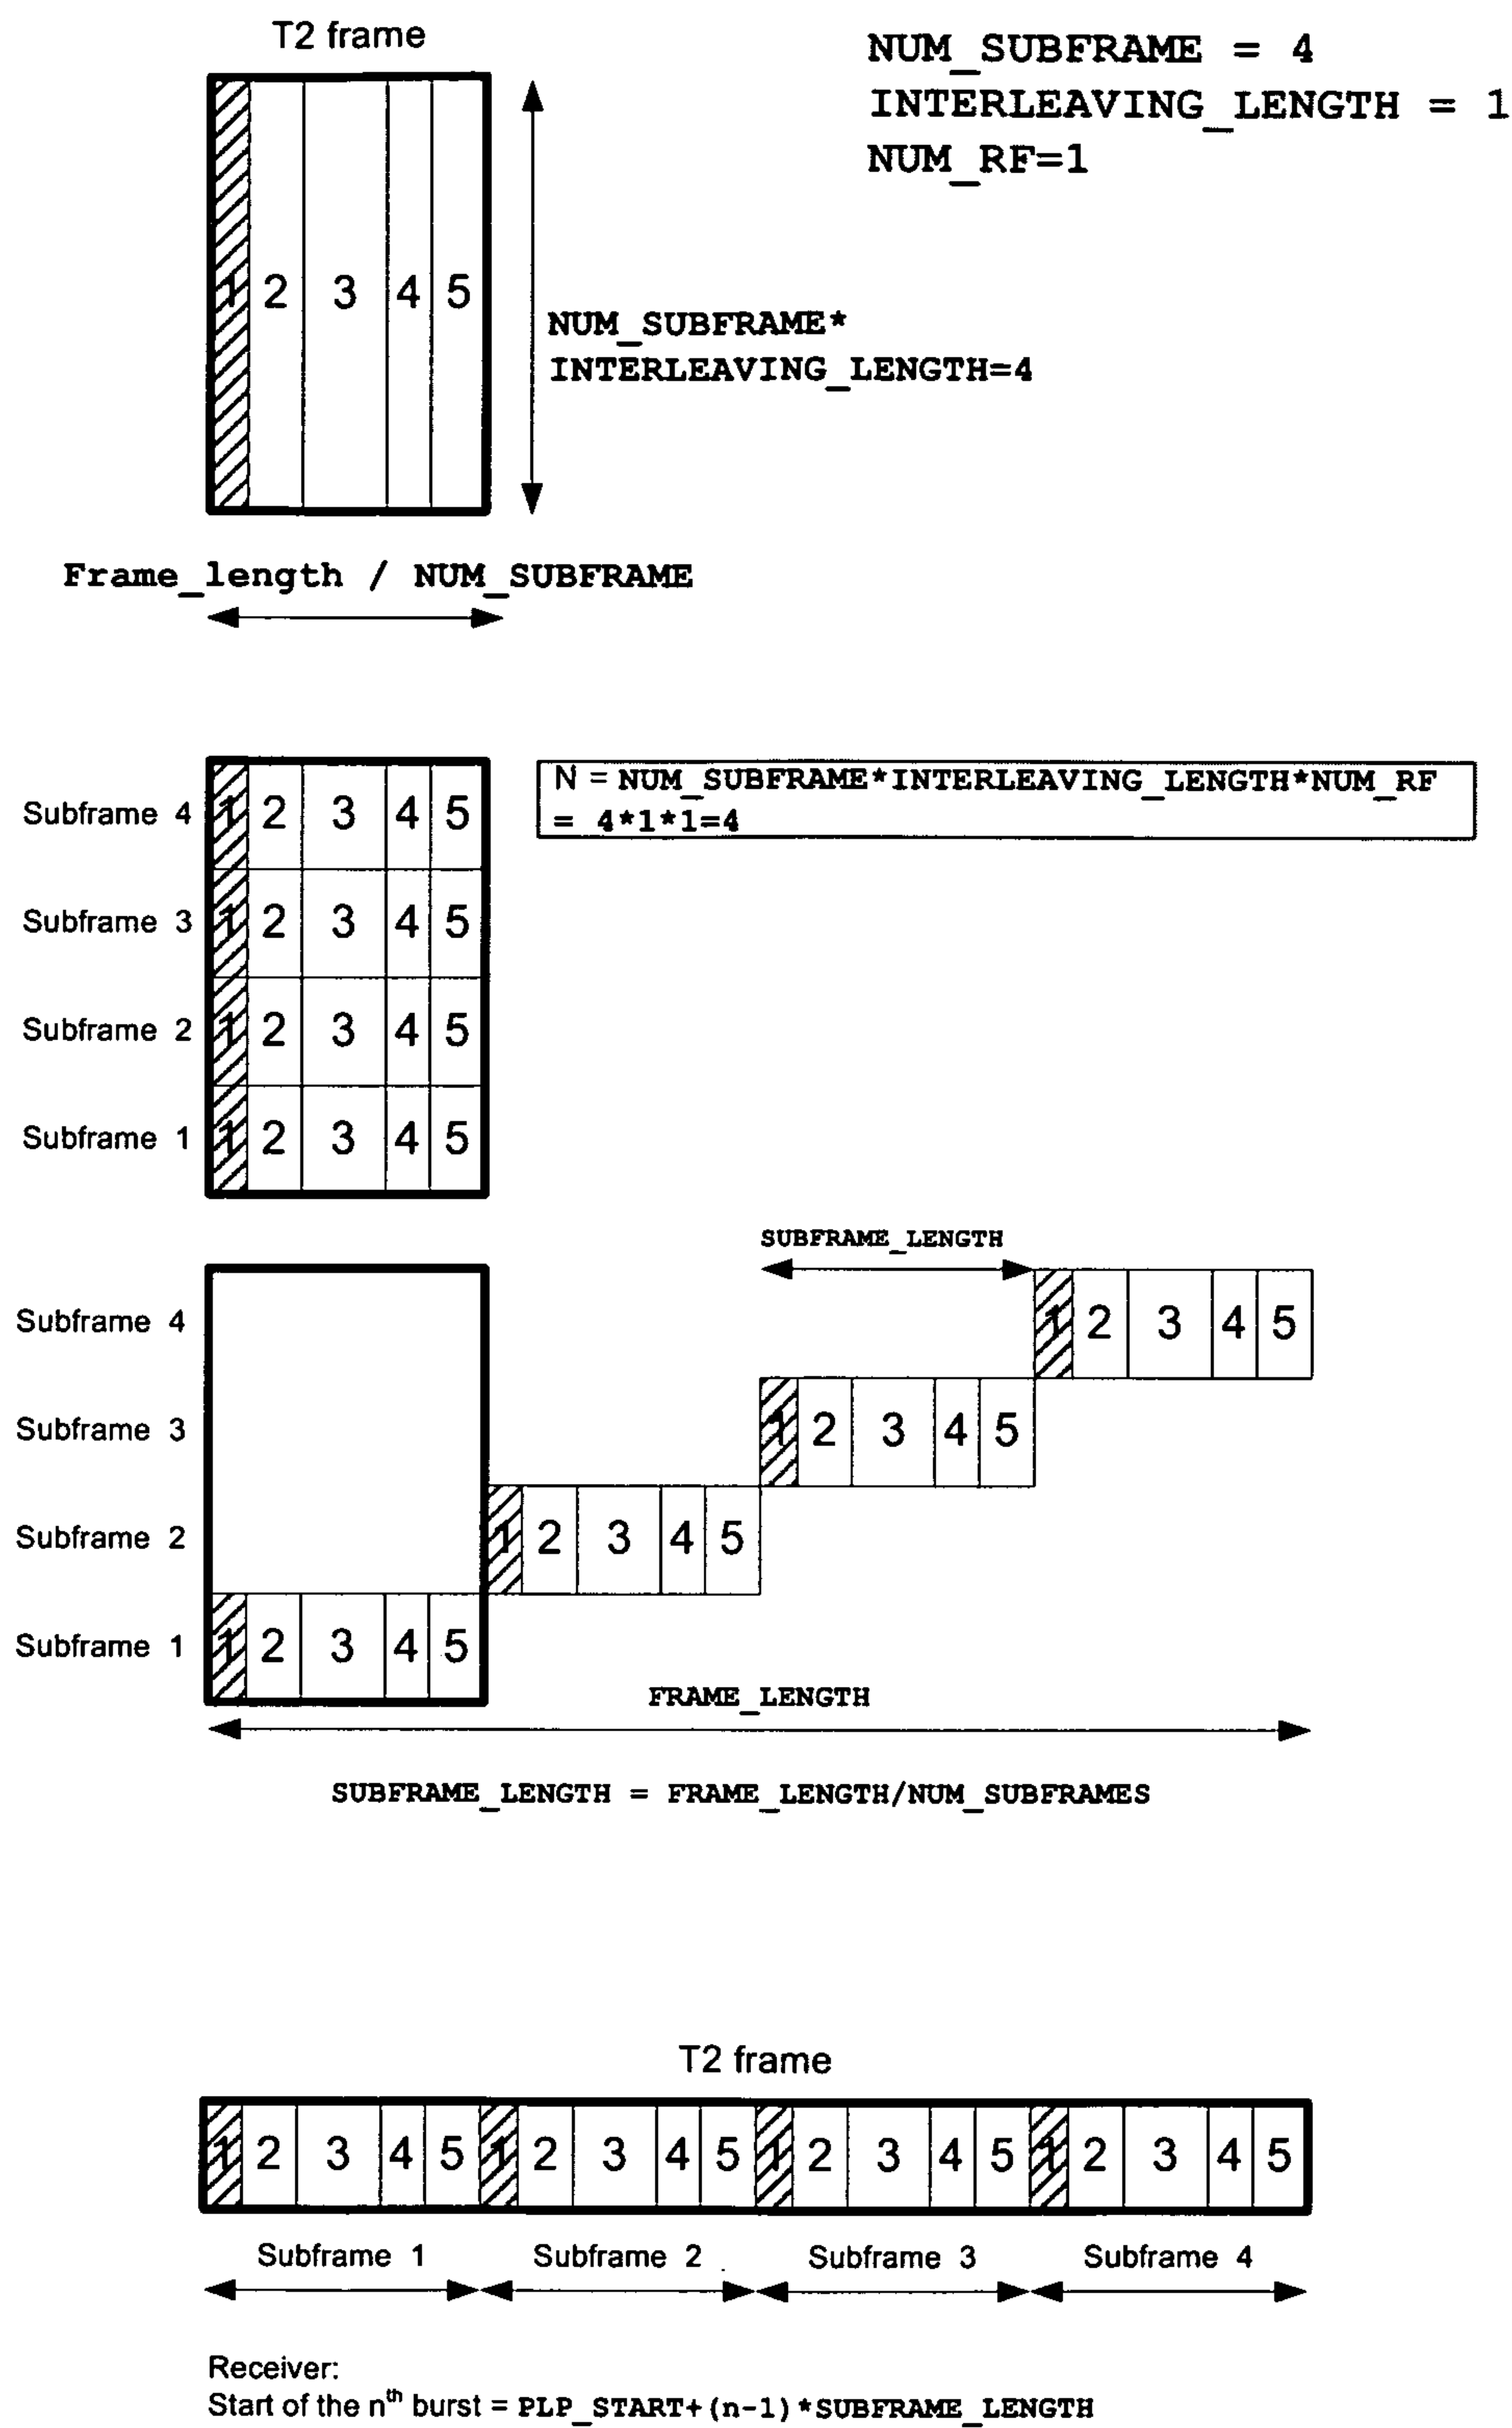 T2 frame
NUM_SUBFRAME = 4
INTERLEAVING_LENGTH = 1
NUM_RF=1
1 2 3 4 5
NUM_SUBFRAME*
INTERLEAVING_LENGTH=4
Frame_length / NUM_SUBFRAME
N = NUM_SUBFRAME*INTERLEAVING_LENGTH*NUM_RF
= 4*1*1=4
Subframe 4 1 2 3 4 5
Subframe 3 1 2 3 4 5
Subframe 2 1 2 3 4 5
Subframe 1 1 2 3 4 5
SUBFRAME_LENGTH
Subframe 4 1 2 3 4 5
Subframe 3 1 2 3 4 5
Subframe 2 1 2 3 4 5
Subframe 1 1 2 3 4 5
FRAME_LENGTH
SUBFRAME_LENGTH = FRAME_LENGTH/NUM_SUBFRAMES
T2 frame
1 2 3 4 5 1 2 3 4 5 1 2 3 4 5 1 2 3 4 5
Subframe 1 Subframe 2 Subframe 3 Subframe 4
Receiver:
Start of the nth burst = PLP_START+(n-1)*SUBFRAME_LENGTH